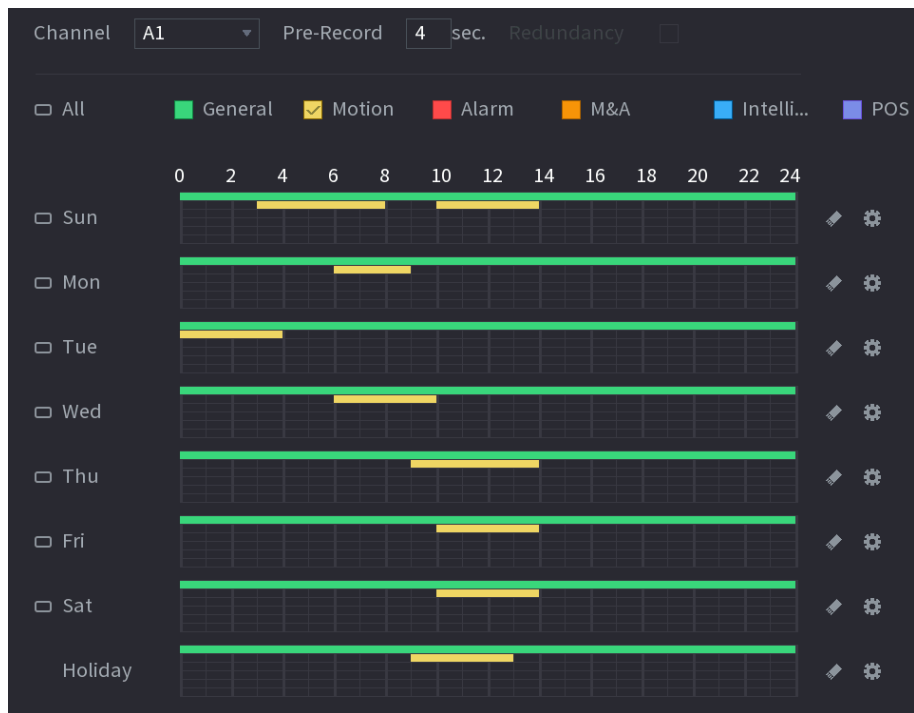 Channel A1 Pre-Record 4 sec. Redundancy
All General Motion Alarm M&A Intelli... POS
0 2 4 6 8 10 12 14 16 18 20 22 24
Sun
Mon
Tue
Wed
Thu
Fri
Sat
Holiday